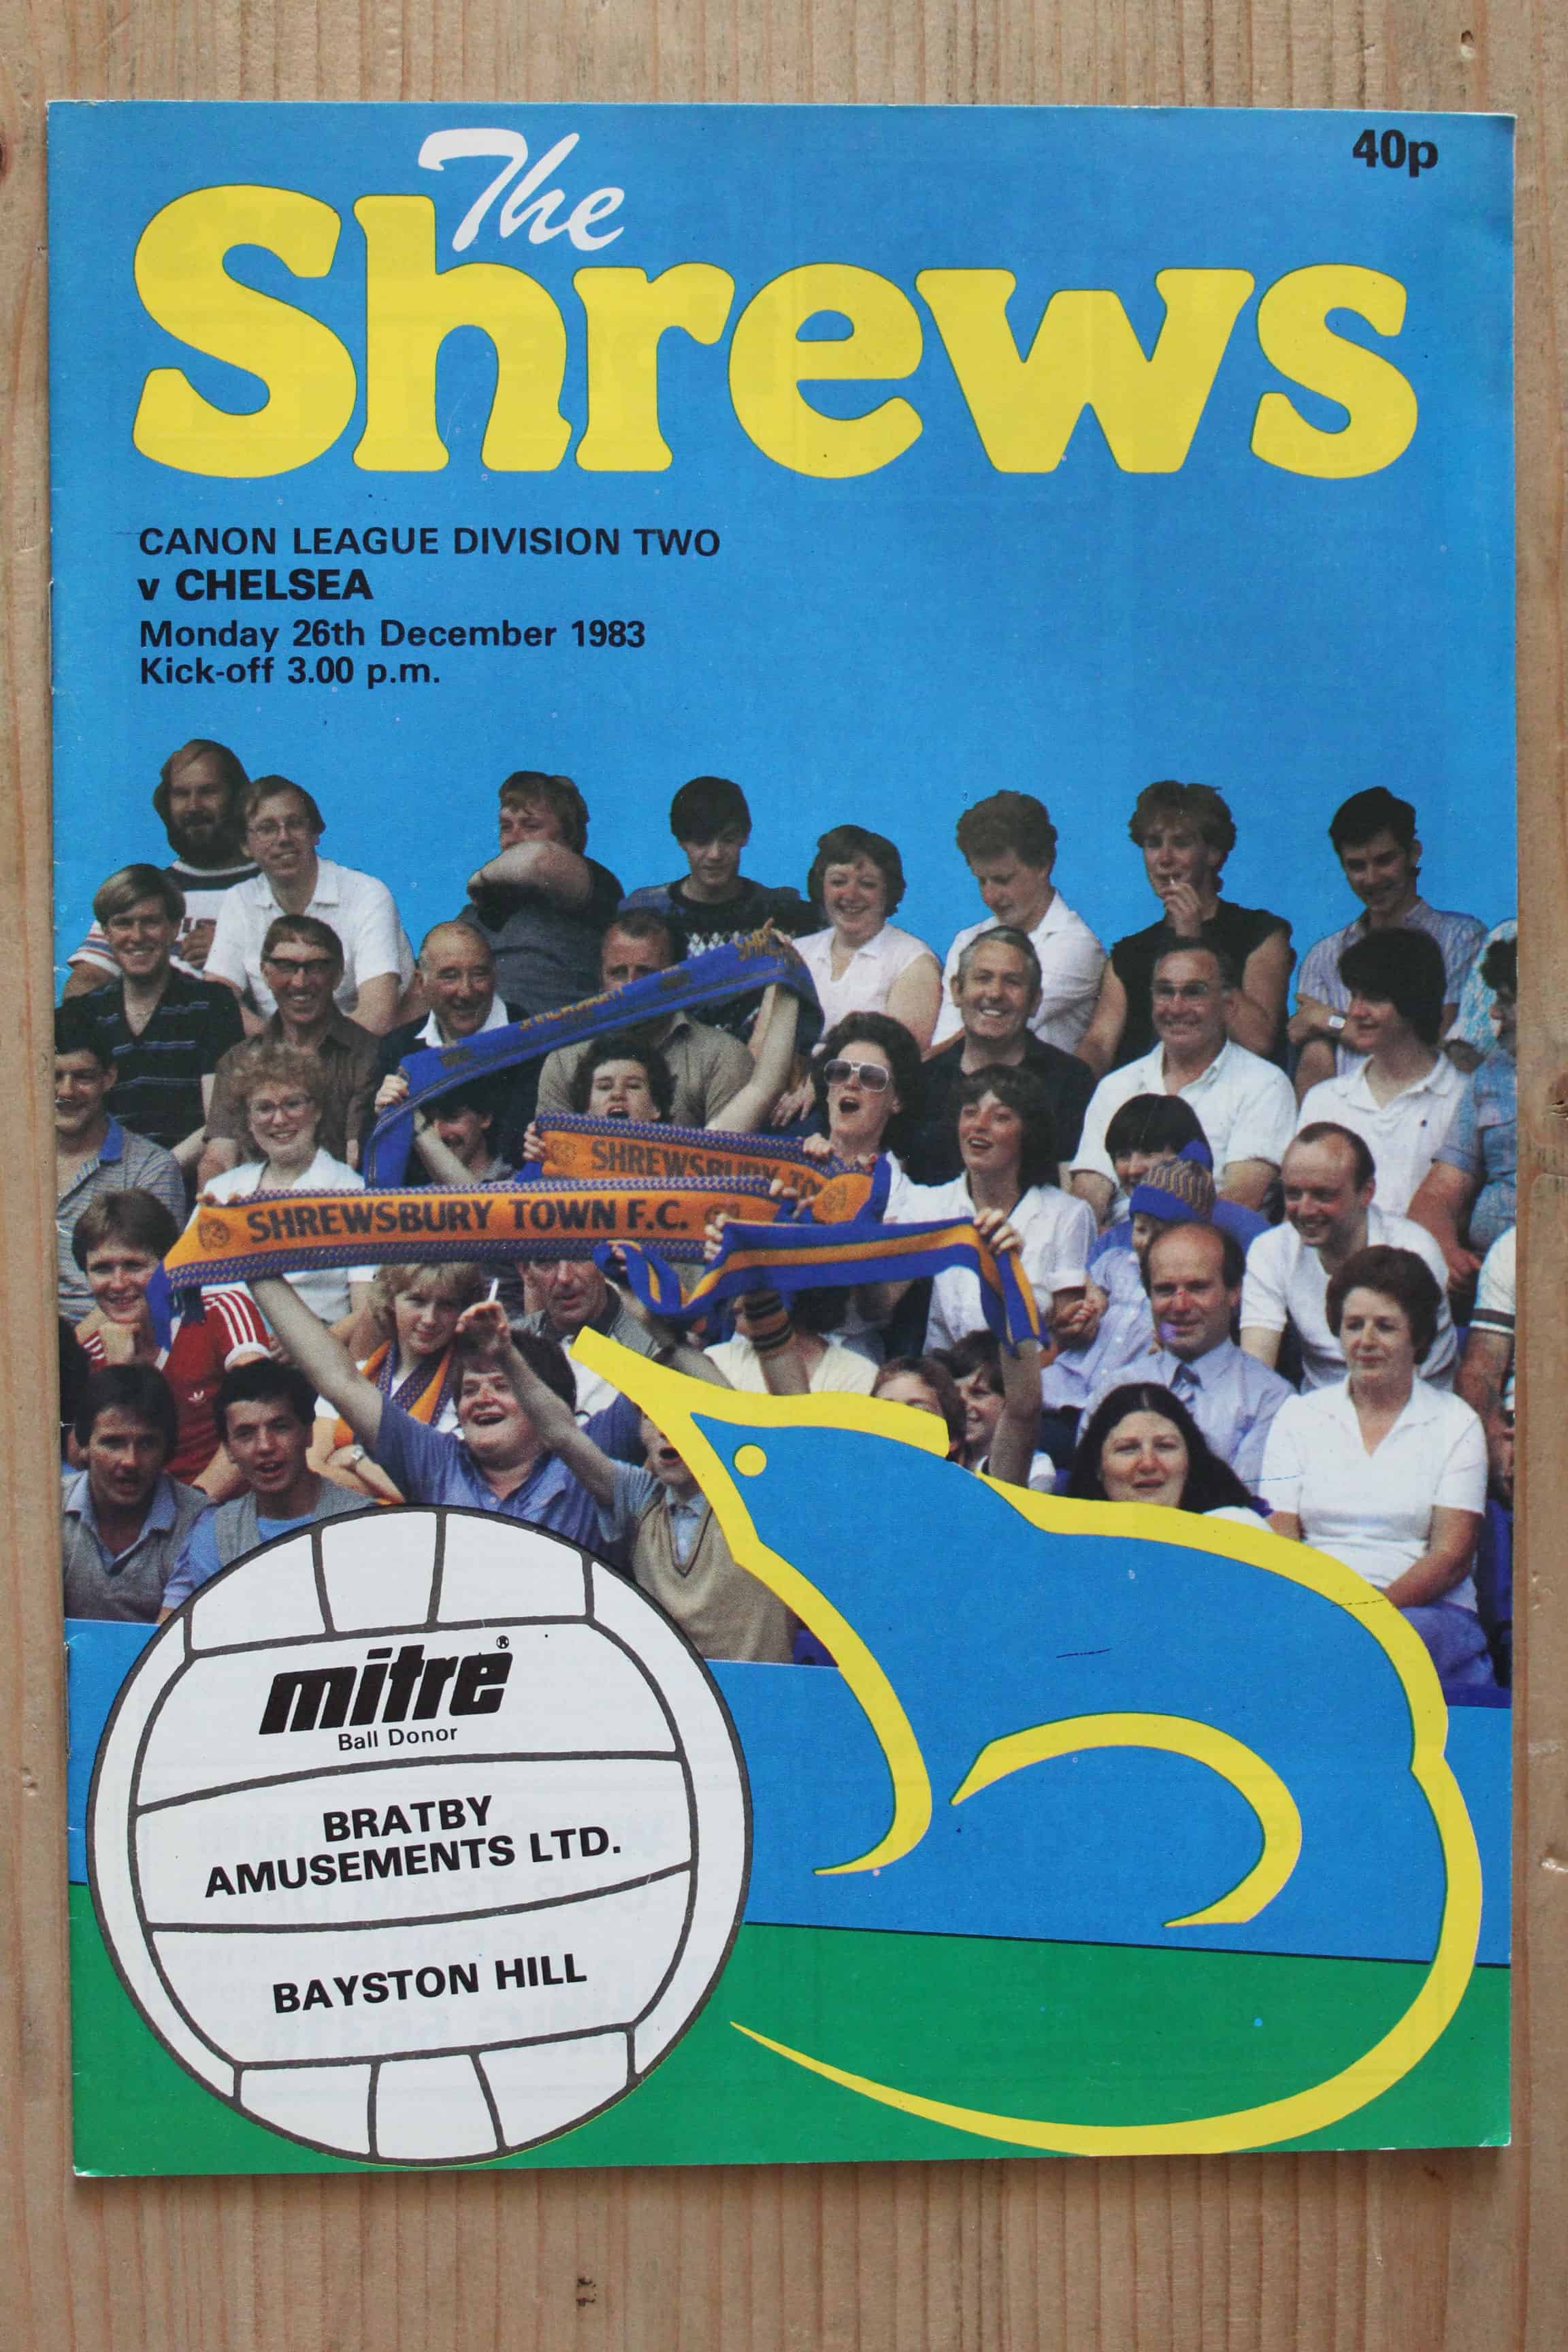 40p
The
Shrews
CANON LEAGUE DIVISION TWO
v CHELSEA
Monday 26th December 1983
Kick-off 3.00 p.m.
SHREWSBURY TO
SHREWSBURY TOWN F.C.
mitre®
Ball Donor
BRATBY
AMUSEMENTS LTD.
BAYSTON HILL